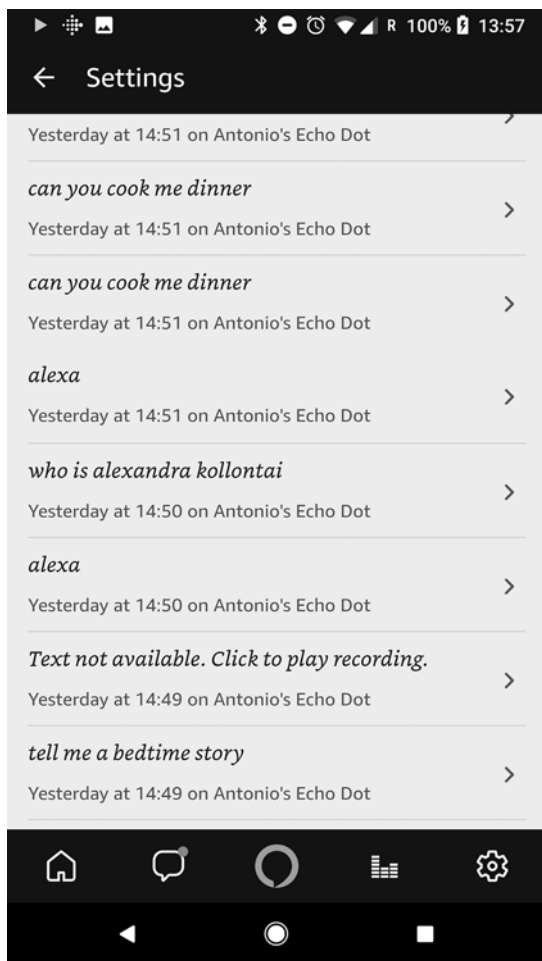 R 100% 13:57
Settings
Yesterday at 14:51 on Antonio's Echo Dot
can you cook me dinner
Yesterday at 14:51 on Antonio's Echo Dot
can you cook me dinner
Yesterday at 14:51 on Antonio's Echo Dot
alexa
Yesterday at 14:51 on Antonio's Echo Dot
who is alexandra kollontai
Yesterday at 14:50 on Antonio's Echo Dot
alexa
Yesterday at 14:50 on Antonio's Echo Dot
Text not available. Click to play recording.
Yesterday at 14:49 on Antonio's Echo Dot
tell me a bedtime story
Yesterday at 14:49 on Antonio's Echo Dot